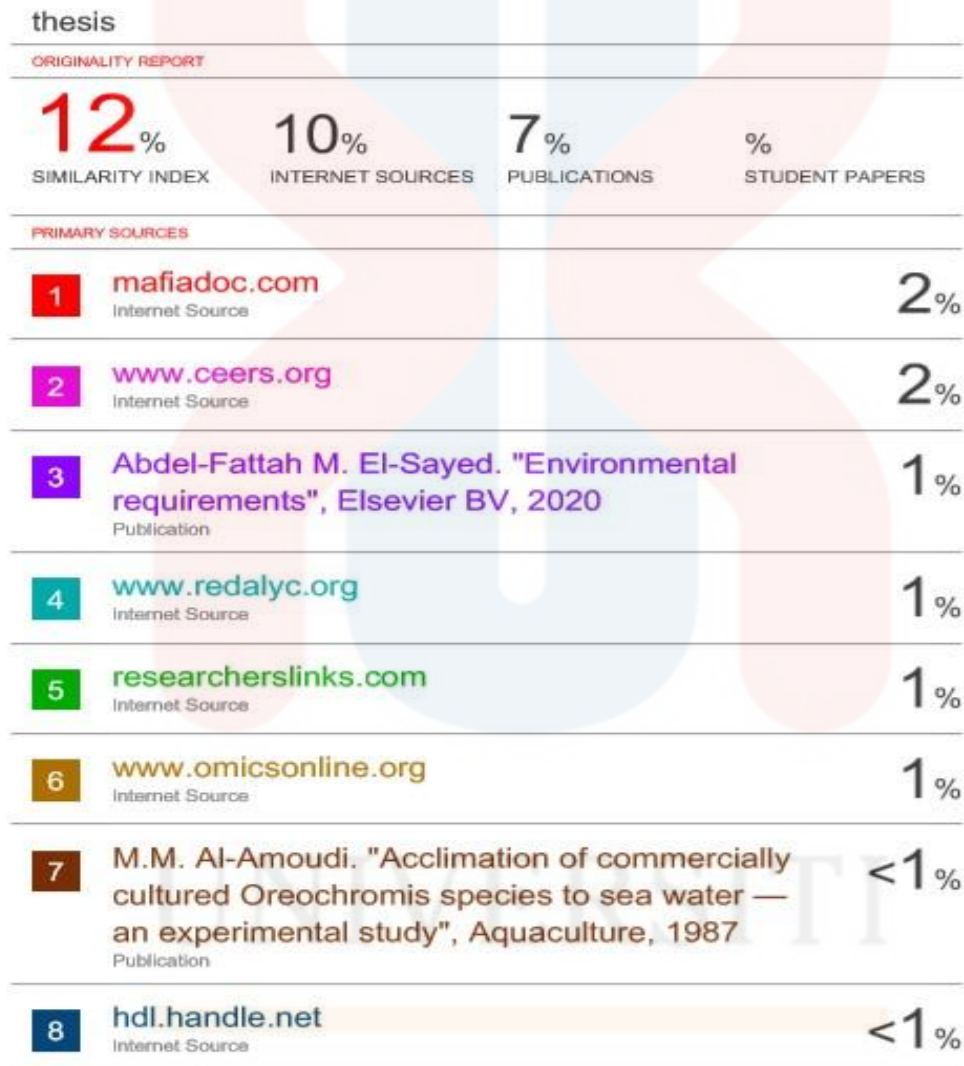 thesis
ORIGINALITY REPORT
12%
10%
7%
%
SIMILARITY INDEX
INTERNET SOURCES
PUBLICATIONS
STUDENT PAPERS
PRIMARY SOURCES
1
mafiadoc.com
Internet Source
2%
2
www.ceers.org
Internet Source
2%
3
Abdel-Fattah M. El-Sayed. "Environmental
requirements", Elsevier BV, 2020
Publication
1%
4
www.redalyc.org
Internet Source
1%
5
researcherslinks.com
Internet Source
1%
6
www.omicsonline.org
Internet Source
1%
7
M.M. Al-Amoudi. "Acclimation of commercially
cultured Oreochromis species to sea water —
an experimental study", Aquaculture, 1987
Publication
<1%
UNIVERSITI
8
hdl.handle.net
Internet Source
<1%